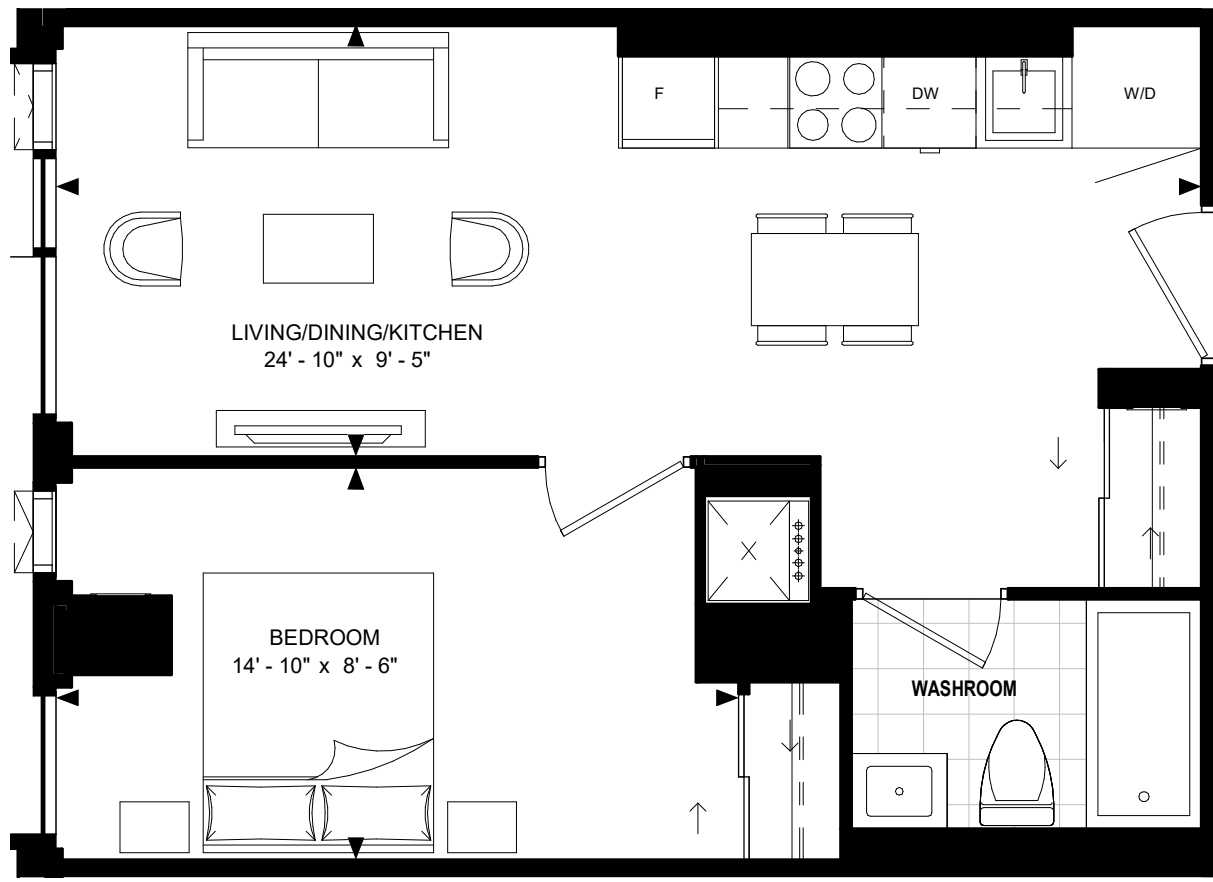 F
DW
W/D
LIVING/DINING/KITCHEN
24' - 10" x 9' - 5"
BEDROOM
14' - 10" x 8' - 6"
WASHROOM